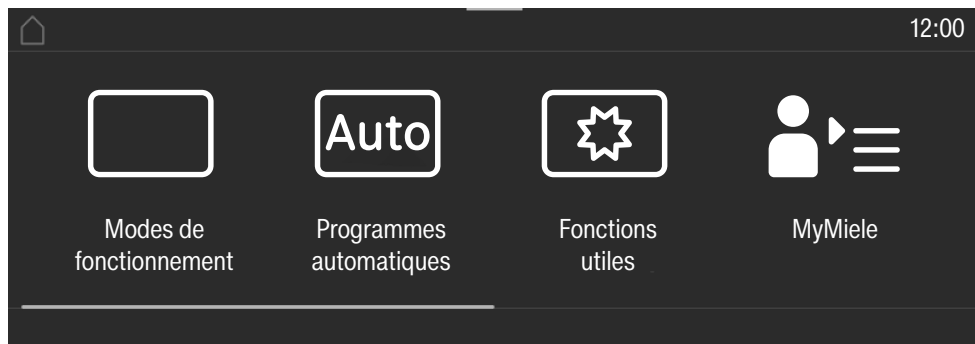 12:00
Auto
Modes de
fonctionnement
Programmes
automatiques
Fonctions
utiles
MyMiele